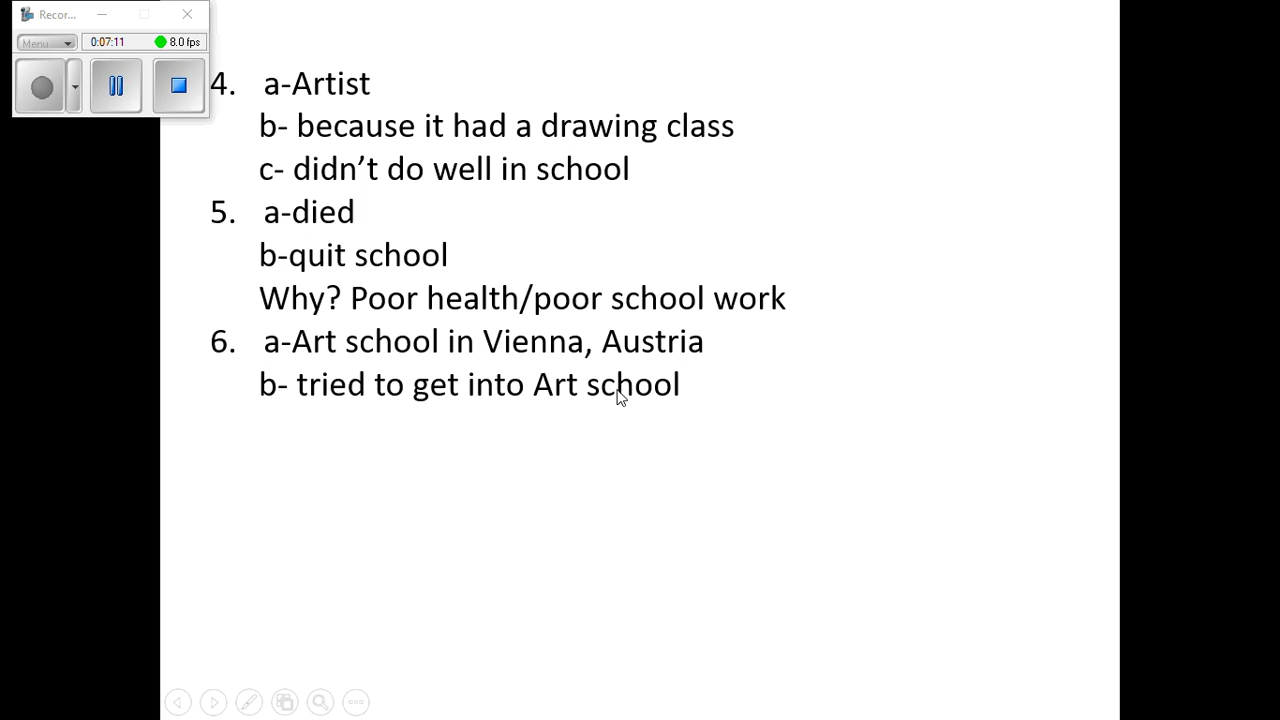 Recor...
Menu
0:07:11
8.0 fps
4. a-Artist
b- because it had a drawing class
c- didn’t do well in school
5. a-died
b-quit school
Why? Poor health/poor school work
6. a-Art school in Vienna, Austria
b- tried to get into Art school